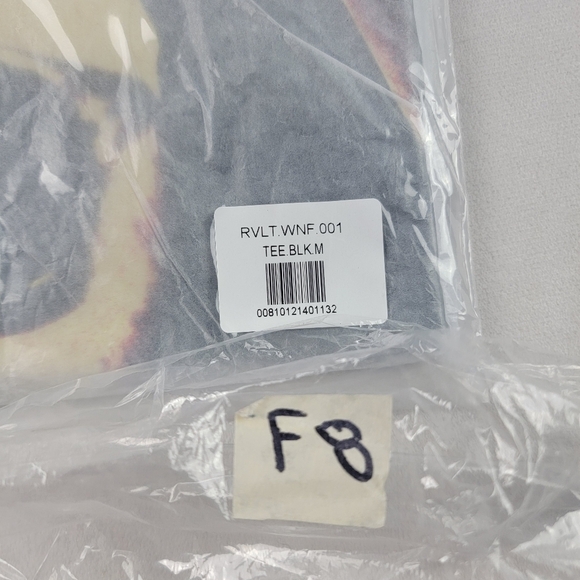 RVLT.WNF.001
TEE.BLK.M
00810121401132
F8